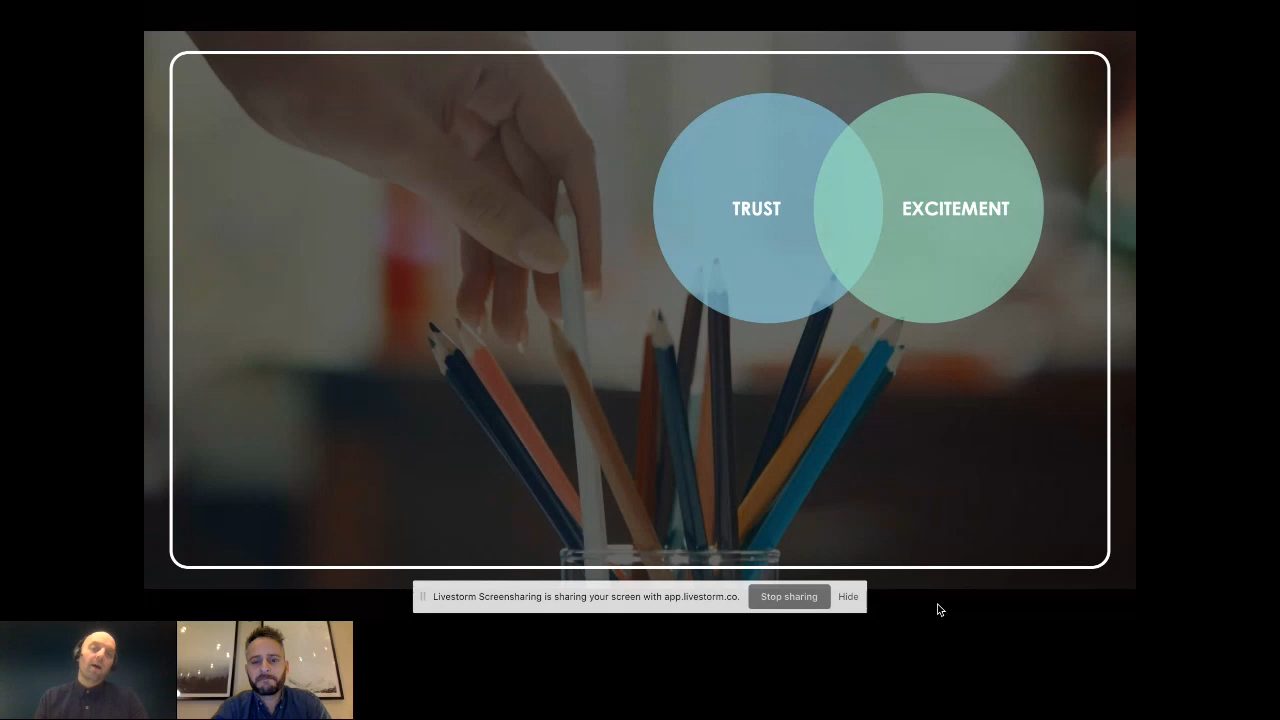 TRUST
EXCITEMENT
Livestorm Screensharing is sharing your screen with app.livestorm.co.
Stop sharing
Hide